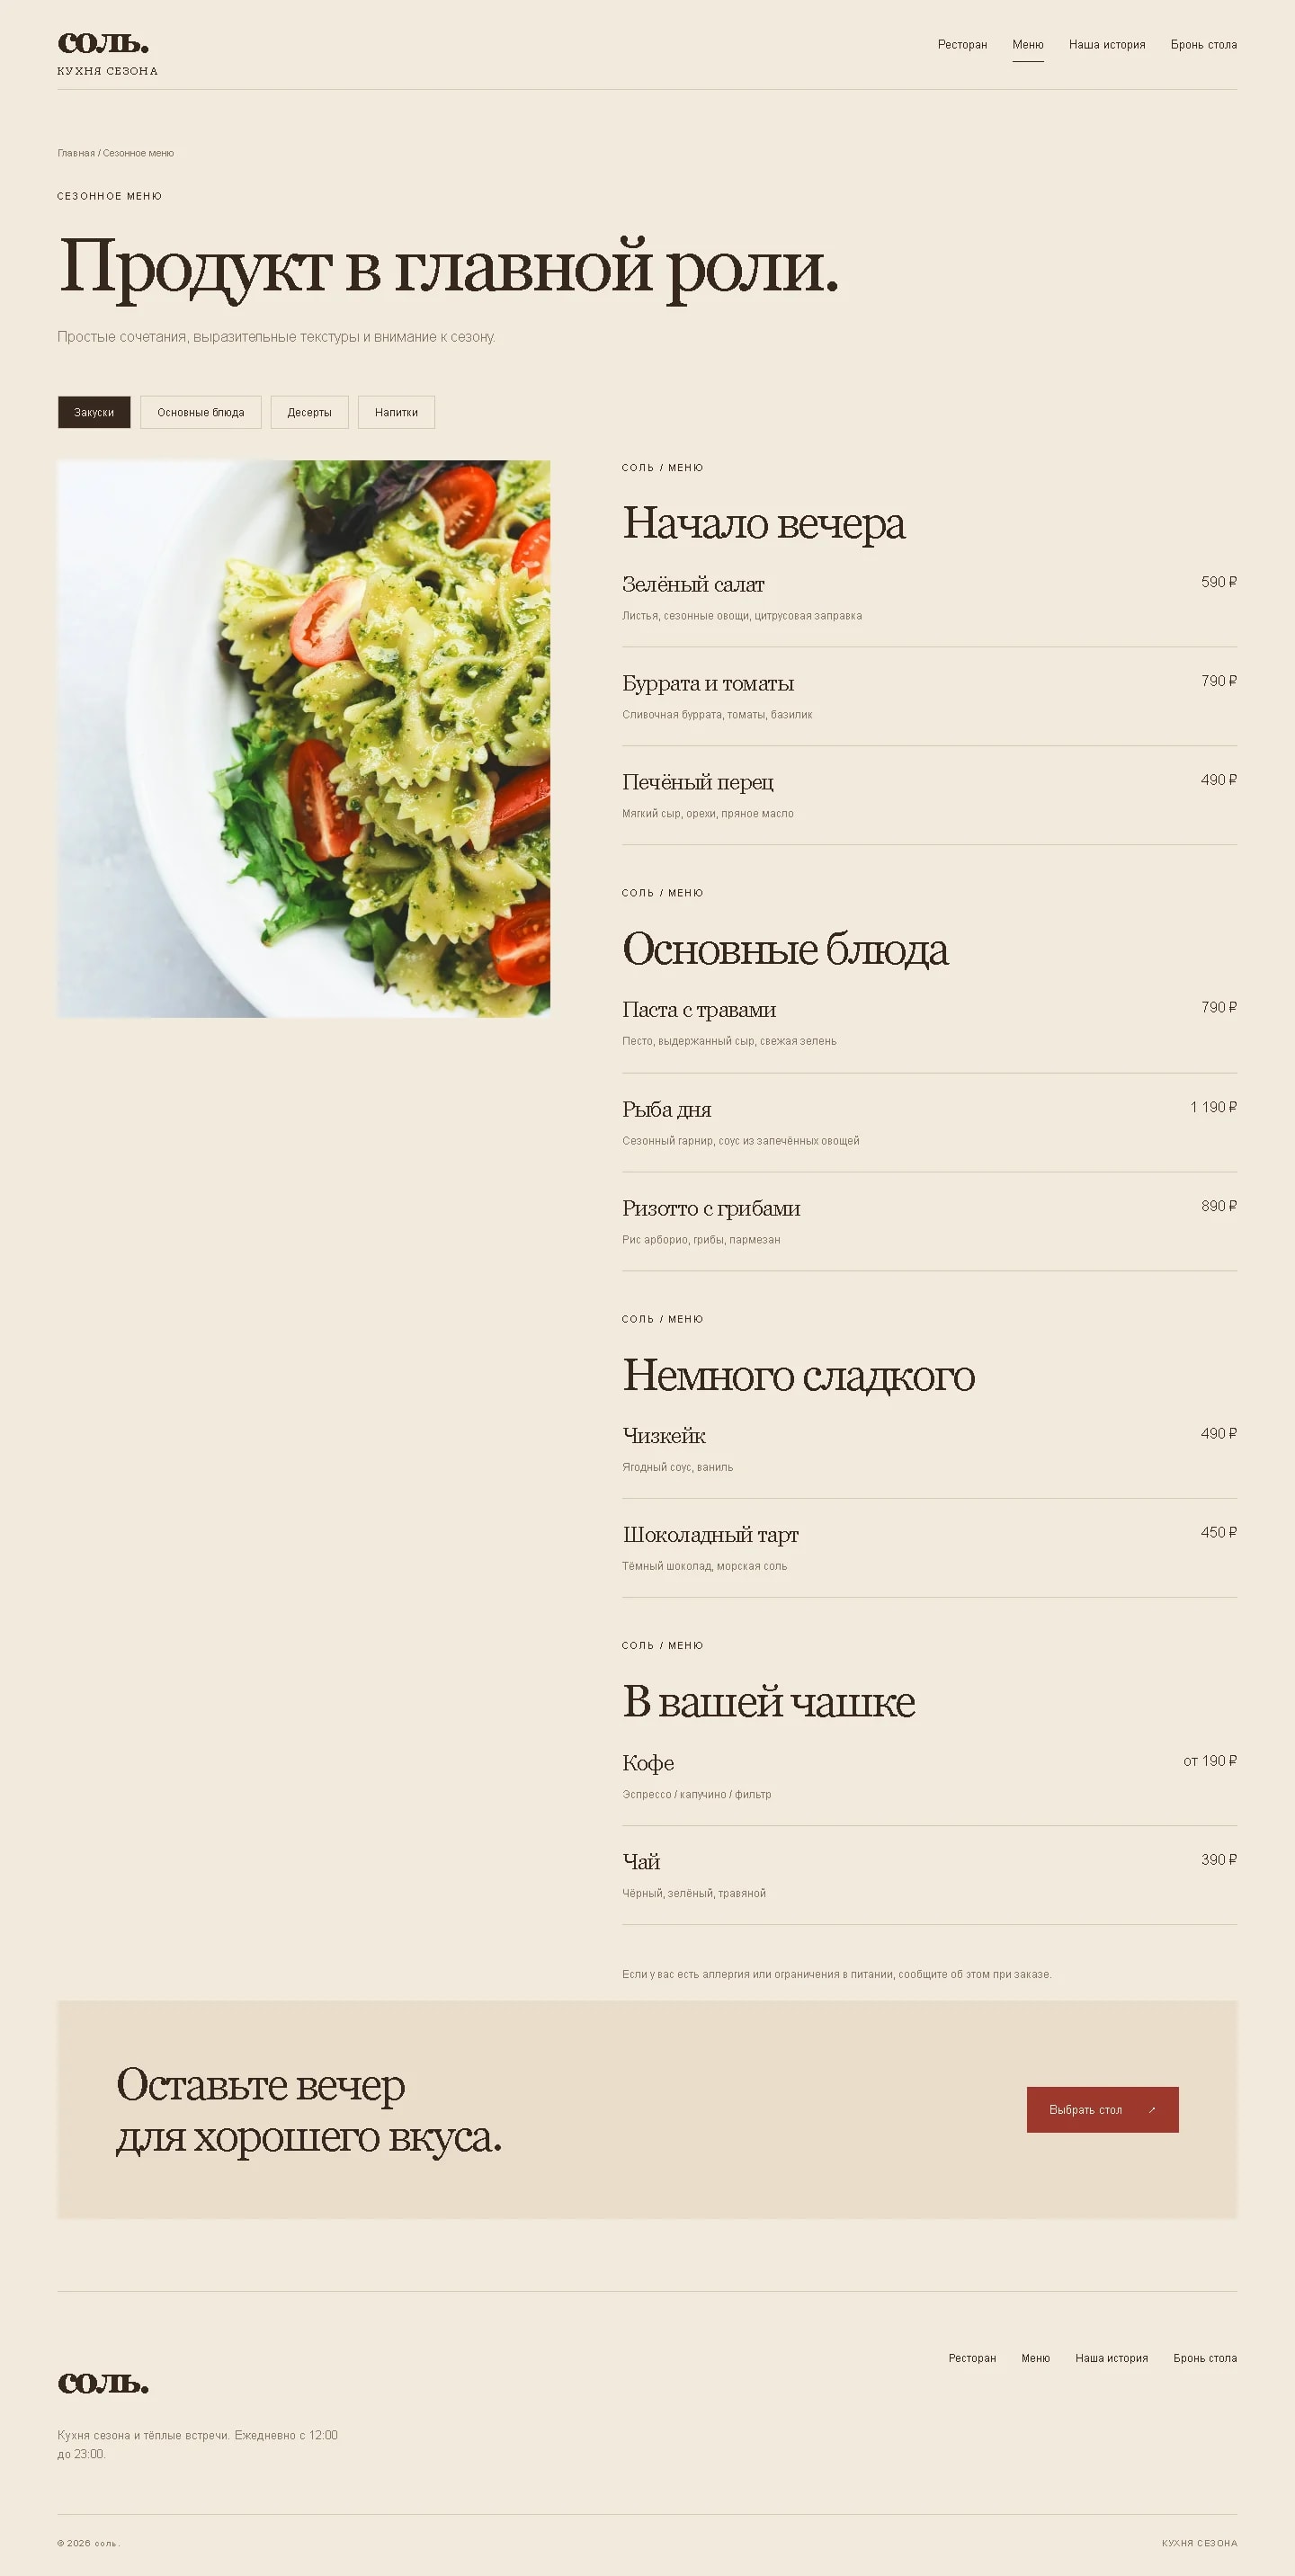 соль.
КУХНЯ СЕЗОНА
Ресторан Меню Наша история Бронь стола
Главная / Сезонное меню
СЕЗОННОЕ МЕНЮ
Продукт в главной роли.
Простые сочетания, выразительные текстуры и внимание к сезону.
Закуски Основные блюда Десерты Напитки
СОЛЬ / МЕНЮ
Начало вечера
Зелёный салат 590 ₽
Листья, сезонные овощи, цитрусовая заправка
Буррата и томаты 790 ₽
Сливочная буррата, томаты, базилик
Печёный перец 490 ₽
Мягкий сыр, орехи, пряное масло
СОЛЬ / МЕНЮ
Основные блюда
Паста с травами 790 ₽
Песто, выдержанный сыр, свежая зелень
Рыба дня 1 190 ₽
Сезонный гарнир, соус из запечённых овощей
Ризотто с грибами 890 ₽
Рис арборио, грибы, пармезан
СОЛЬ / МЕНЮ
Немного сладкого
Чизкейк 490 ₽
Ягодный соус, ваниль
Шоколадный тарт 450 ₽
Тёмный шоколад, морская соль
СОЛЬ / МЕНЮ
В вашей чашке
Кофе от 190 ₽
Эспрессо / капучино / фильтр
Чай 390 ₽
Чёрный, зелёный, травяной
Если у вас есть аллергия или ограничения в питании, сообщите об этом при заказе.
Оставьте вечер
для хорошего вкуса.
Выбрать стол ↗
Ресторан Меню Наша история Бронь стола
соль.
Кухня сезона и тёплые встречи. Ежедневно с 12:00
до 23:00.
© 2026 соль. КУХНЯ СЕЗОНА